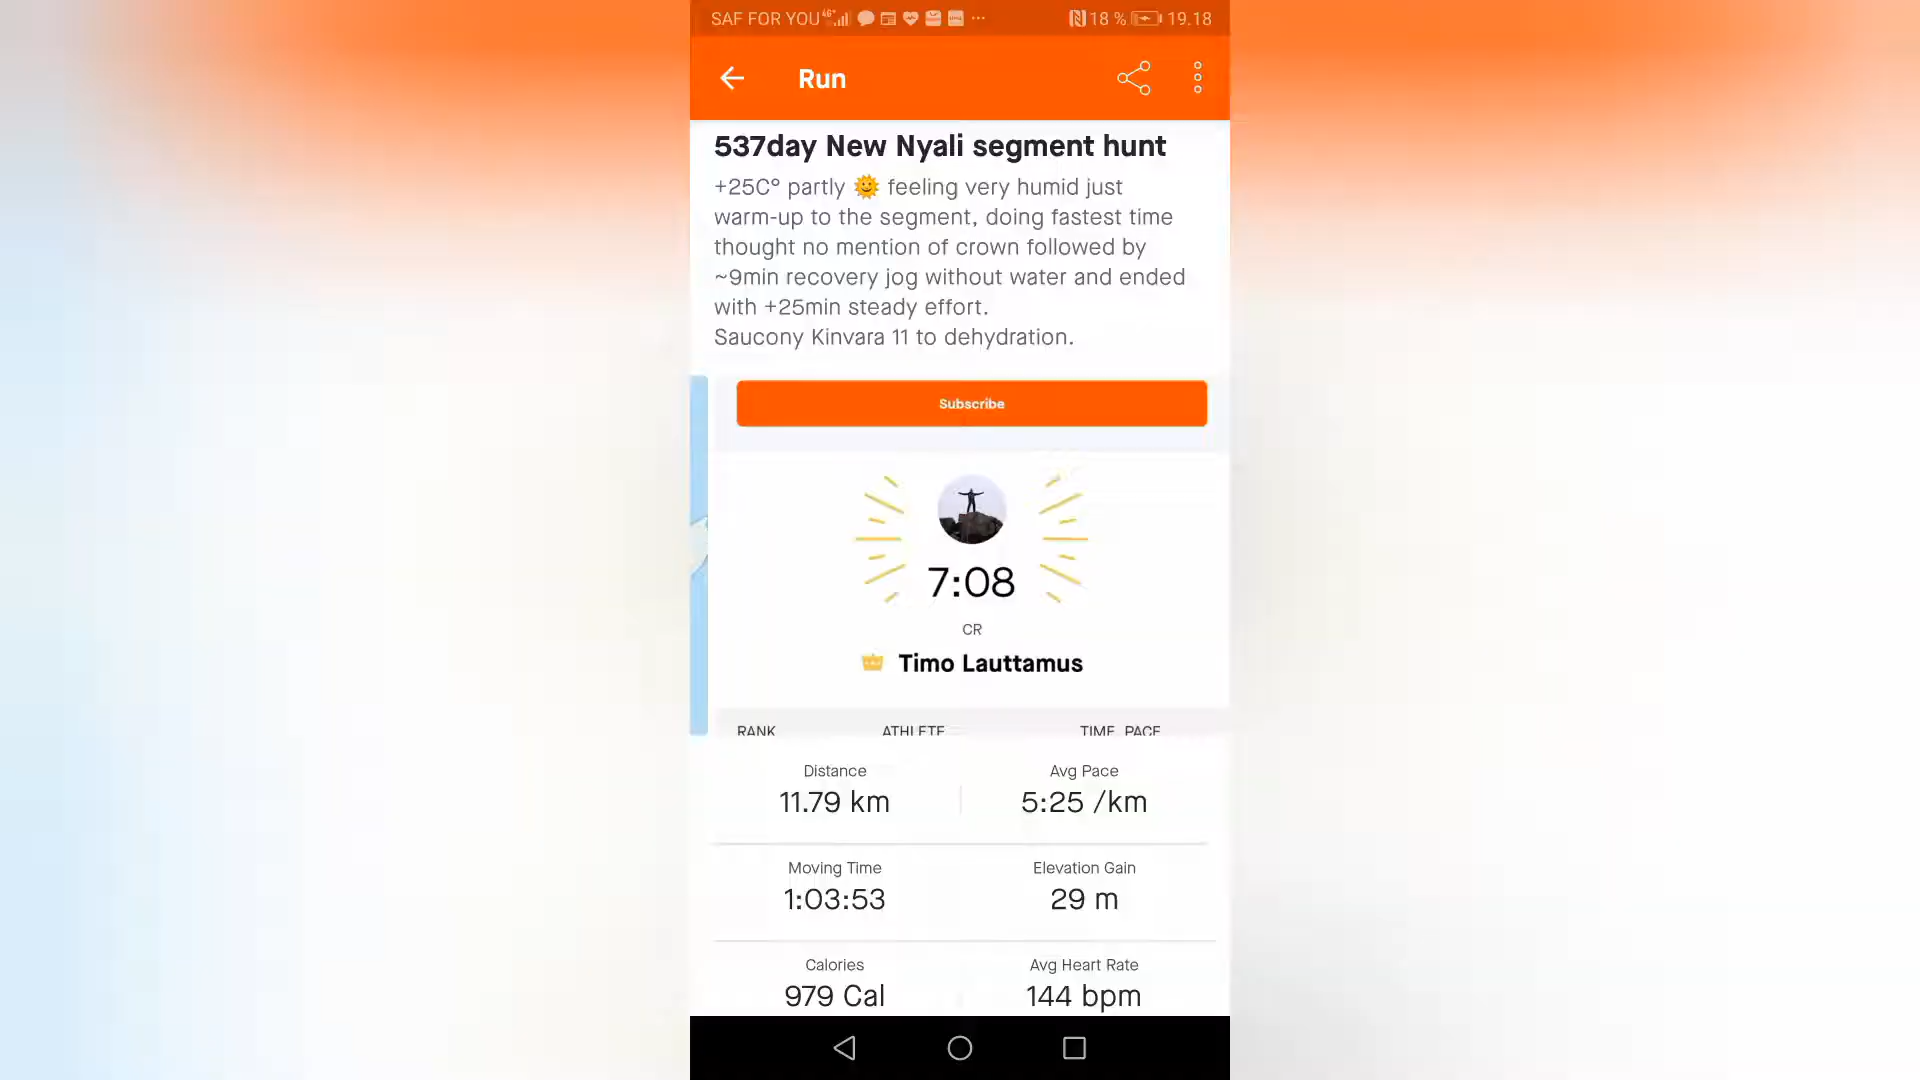 SAF FOR YOU 4G+ 18 % 19.18
Run
537day New Nyali segment hunt
+25C° partly 🌞 feeling very humid just
warm-up to the segment, doing fastest time
thought no mention of crown followed by
~9min recovery jog without water and ended
with +25min steady effort.
Saucony Kinvara 11 to dehydration.
Subscribe
7:08
CR
Timo Lauttamus
RANK ATHLETE TIME PACE
Distance Avg Pace
11.79 km 5:25 /km
Moving Time Elevation Gain
1:03:53 29 m
Calories Avg Heart Rate
979 Cal 144 bpm